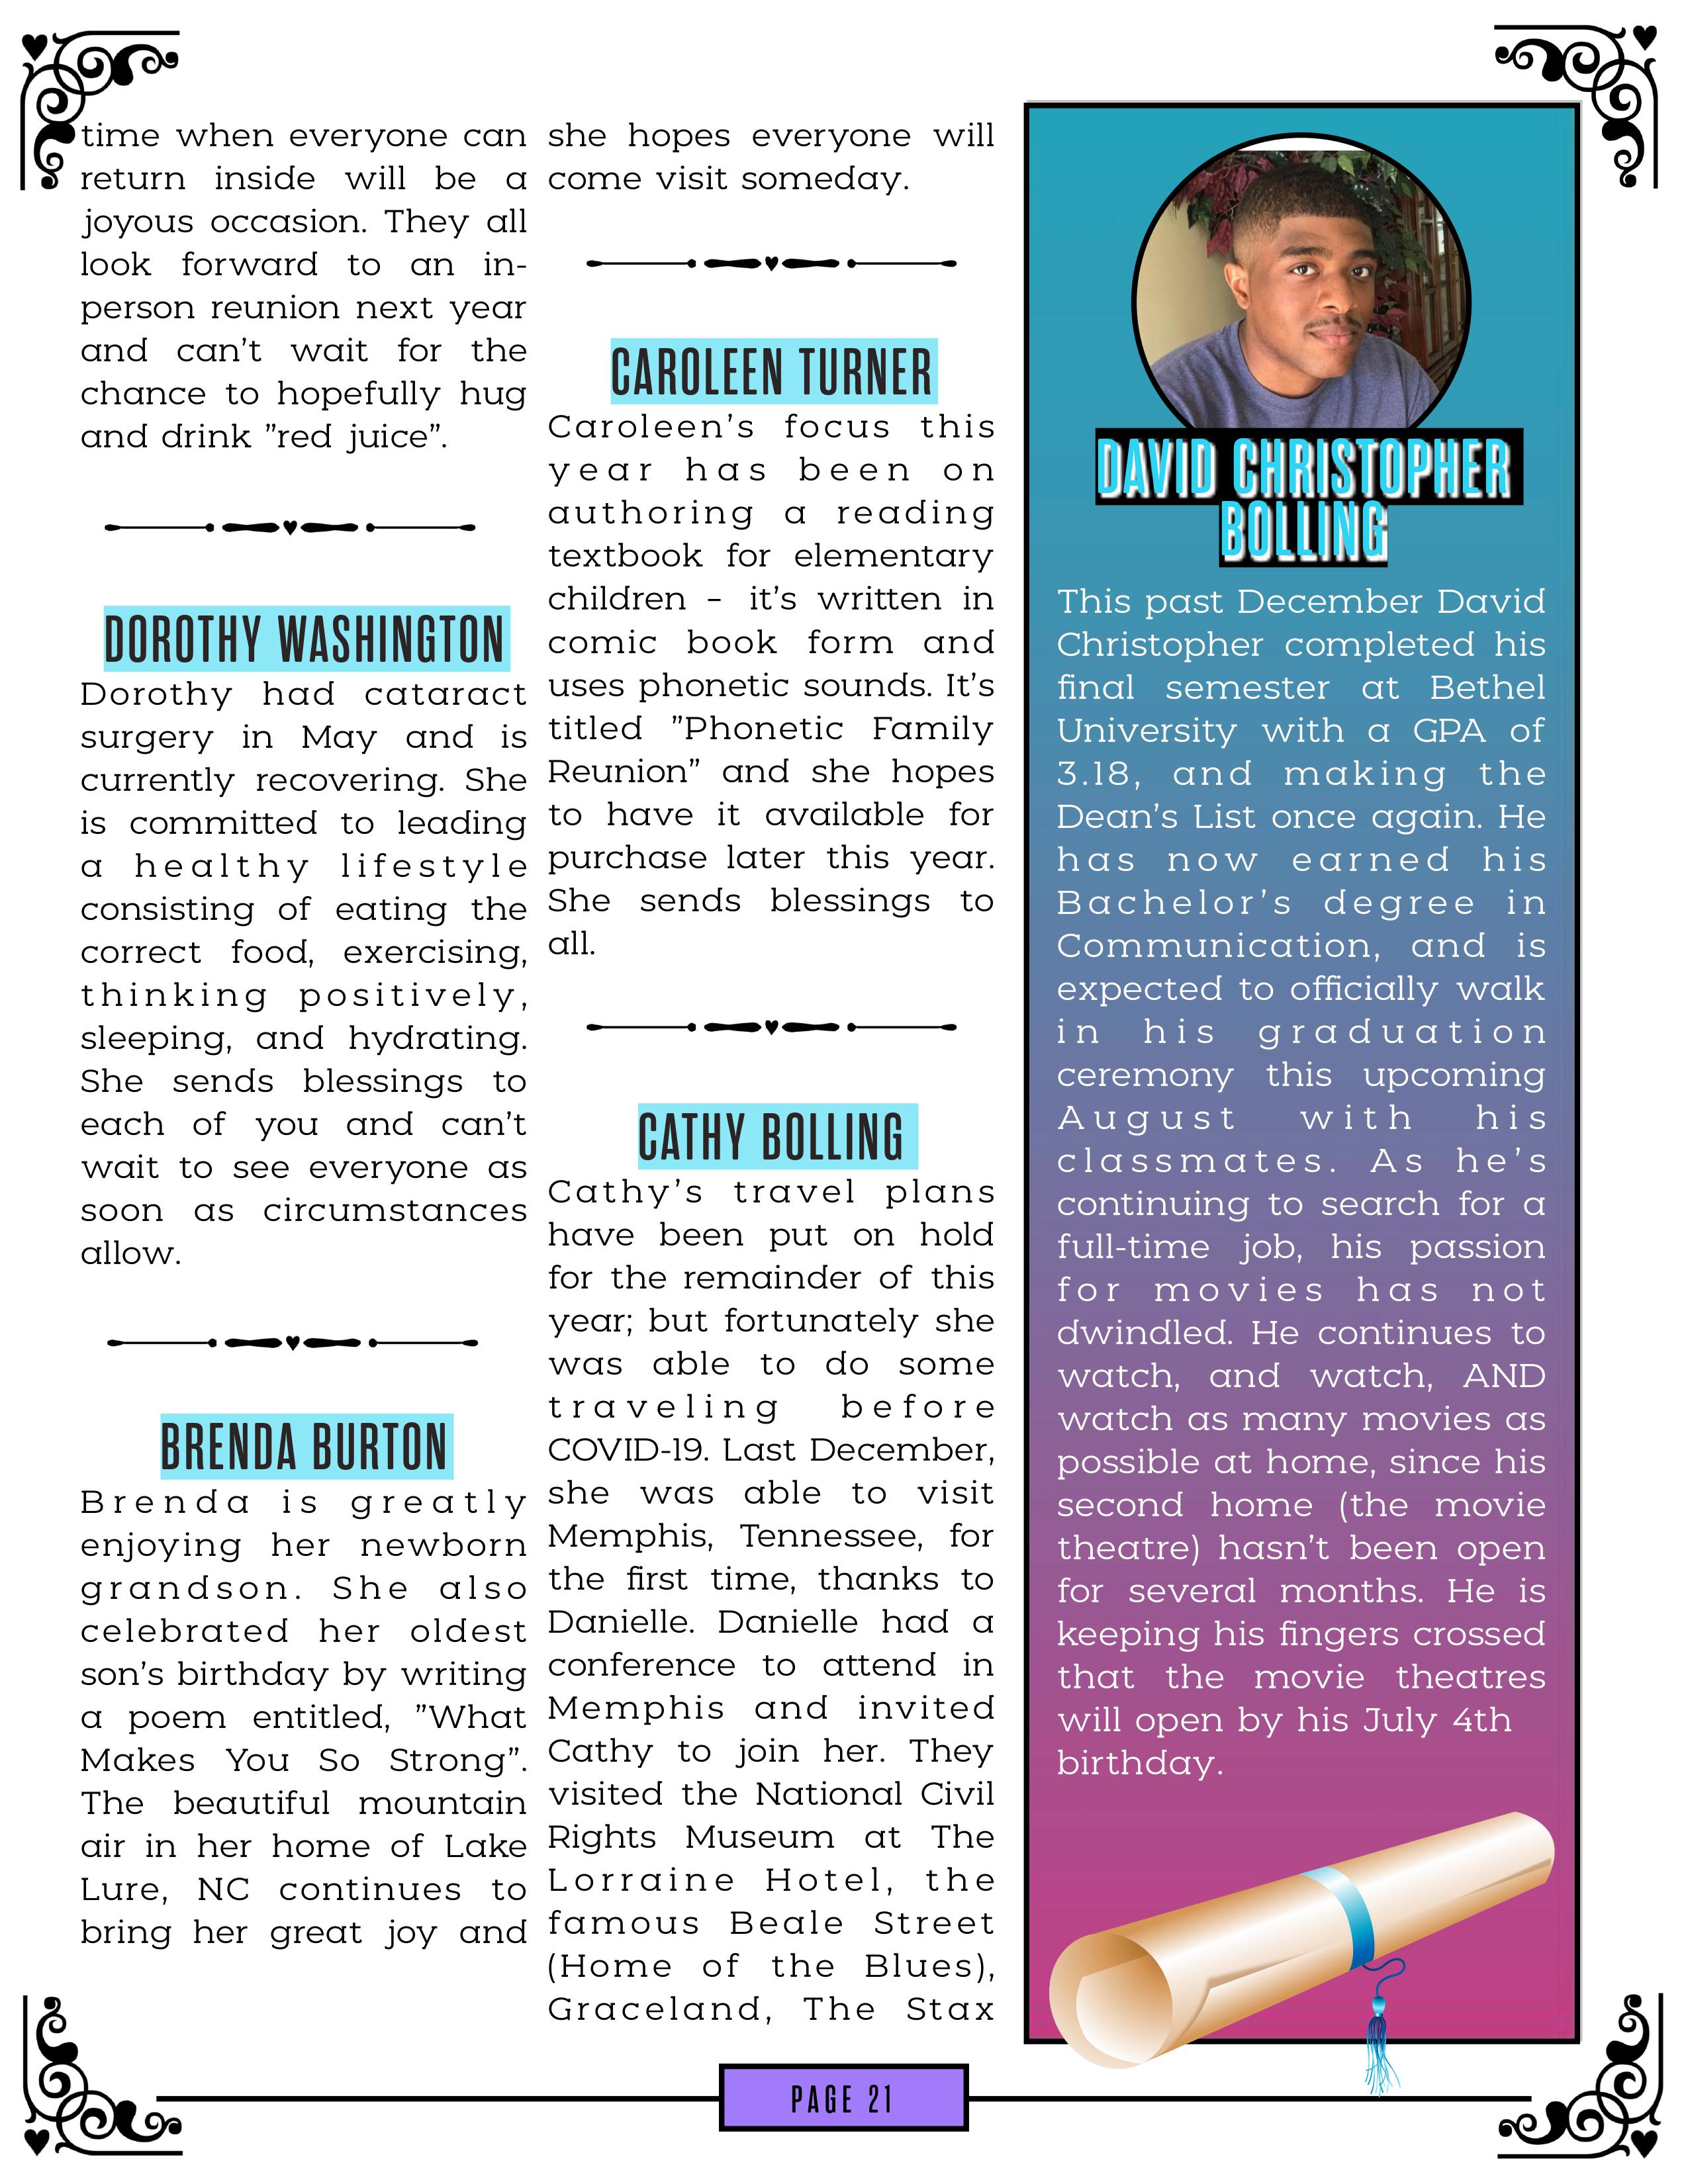 time when everyone can
return inside will be a
joyous occasion. They all
look forward to an in-
person reunion next year
and can't wait for the
chance to hopefully hug
and drink "red juice".
DOROTHY WASHINGTON
Dorothy had cataract
surgery in May and is
currently recovering. She
is committed to leading
a healthy lifestyle
consisting of eating the
correct food, exercising,
thinking positively,
sleeping, and hydrating.
She sends blessings to
each of you and can't
wait to see everyone as
soon as circumstances
allow.
BRENDA BURTON
Brenda is greatly
enjoying her newborn
grandson. She also
celebrated her oldest
son's birthday by writing
a poem entitled, "What
Makes You So Strong".
The beautiful mountain
air in her home of Lake
Lure, NC continues to
bring her great joy and
she hopes everyone will
come visit someday.
CAROLEEN TURNER
Caroleen's focus this
year has been on
authoring a reading
textbook for elementary
children - it's written in
comic book form and
uses phonetic sounds. It's
titled "Phonetic Family
Reunion" and she hopes
to have it available for
purchase later this year.
She sends blessings to
all.
CATHY BOLLING
Cathy's travel plans
have been put on hold
for the remainder of this
year; but fortunately she
was able to do some
traveling before
COVID-19. Last December,
she was able to visit
Memphis, Tennessee, for
the first time, thanks to
Danielle. Danielle had a
conference to attend in
Memphis and invited
Cathy to join her. They
visited the National Civil
Rights Museum at The
Lorraine Hotel, the
famous Beale Street
(Home of the Blues),
Graceland, The Stax
DAVID CHRISTOPHER
BOLLING
This past December David
Christopher completed his
final semester at Bethel
University with a GPA of
3.18, and making the
Dean's List once again. He
has now earned his
Bachelor's degree in
Communication, and is
expected to officially walk
in his graduation
ceremony this upcoming
August with his
classmates. As he's
continuing to search for a
full-time job, his passion
for movies has not
dwindled. He continues to
watch, and watch, AND
watch as many movies as
possible at home, since his
second home (the movie
theatre) hasn't been open
for several months. He is
keeping his fingers crossed
that the movie theatres
will open by his July 4th
birthday.
PAGE 21